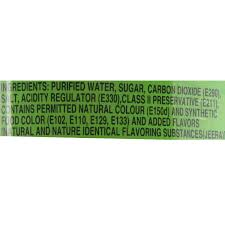 INGREDIENTS: PURIFIED WATER, SUGAR, CARBON DIOXIDE (E290),
SALT, ACIDITY REGULATOR (E330),CLASS II PRESERVATIVE (E211);
CONTAINS PERMITTED NATURAL COLOUR (E150d) AND SYNTHETIC
FOOD COLOR (E102, E110, E129, E133) AND ADDED FLAVORS
(NATURAL AND NATURE IDENTICAL FLAVORING SUBSTANCES(JEERA